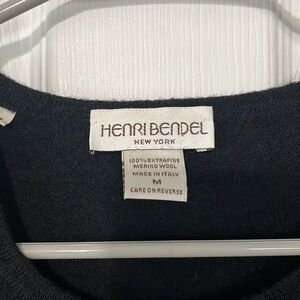 HENRI BENDEL
NEW YORK
100% EXTRAFINE
MERINO WOOL
MADE IN ITALY
M
CARE ON REVERSE